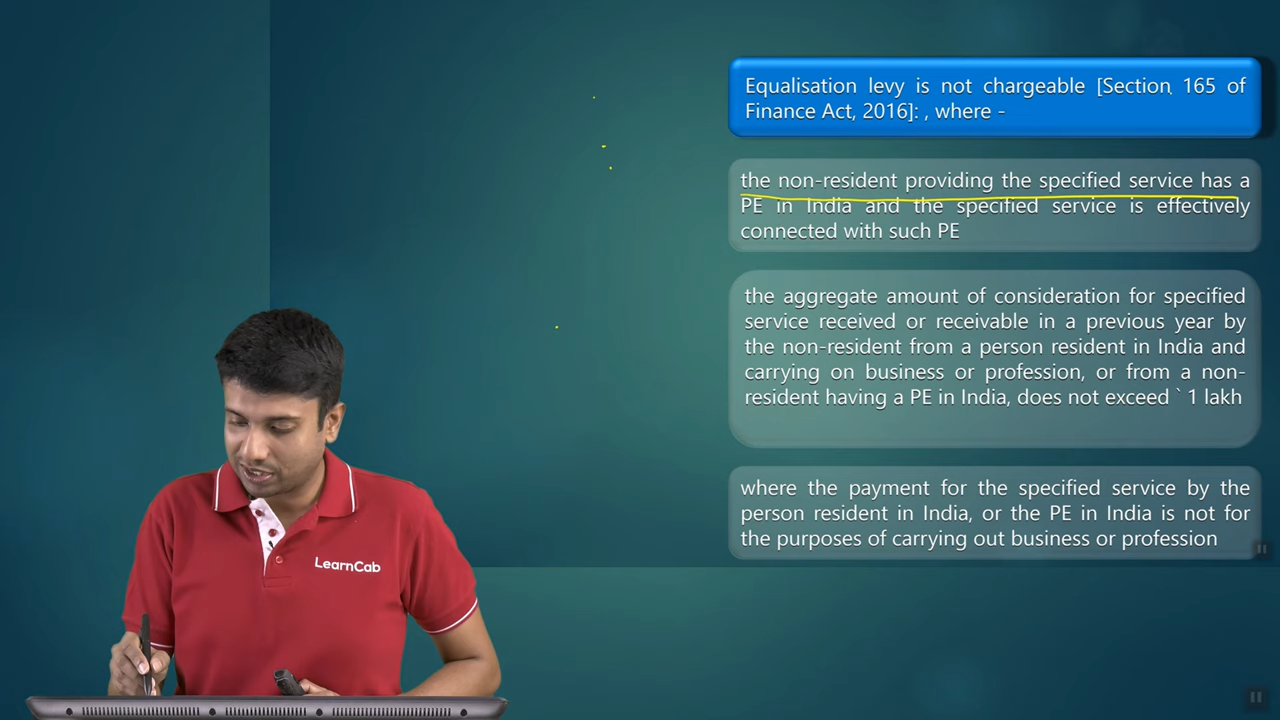 Equalisation levy is not chargeable [Section 165 of
Finance Act, 2016]: , where -
the non-resident providing the specified service has a
PE in India and the specified service is effectively
connected with such PE
the aggregate amount of consideration for specified
service received or receivable in a previous year by
the non-resident from a person resident in India and
carrying on business or profession, or from a non-
resident having a PE in India, does not exceed ` 1 lakh
where the payment for the specified service by the
person resident in India, or the PE in India is not for
the purposes of carrying out business or profession
LearnCab